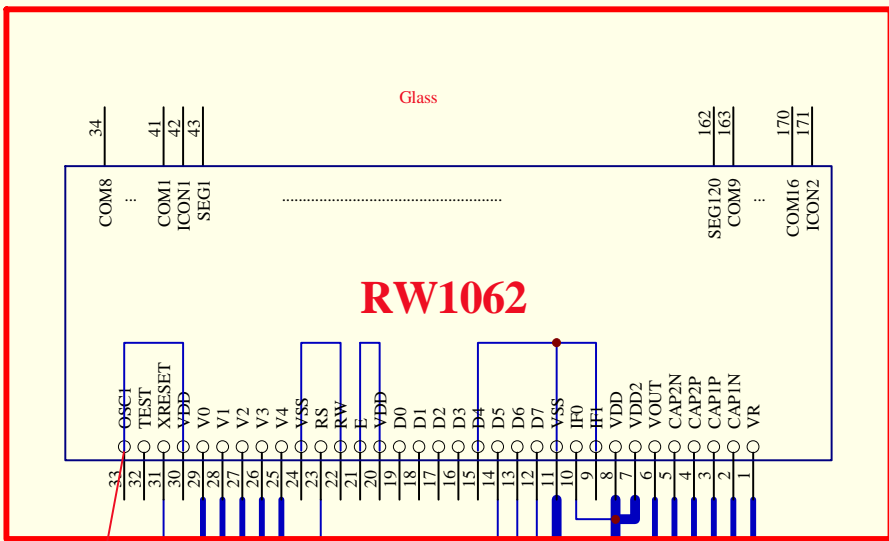 Glass
34
41
42
43
162
163
170
171
COM8
...
COM1
ICON1
SEG1
......................................................
SEG120
COM9
...
COM16
ICON2
RW1062
OSC1
TEST
XRESET
VDD
V0
V1
V2
V3
V4
VSS
RS
RW
E
VDD
D0
D1
D2
D3
D4
D5
D6
D7
VSS
IF0
IF1
VDD
VDD2
VOUT
CAP2N
CAP2P
CAP1P
CAP1N
VR
33
32
31
30
29
28
27
26
25
24
23
22
21
20
19
18
17
16
15
14
13
12
11
10
9
8
7
6
5
4
3
2
1